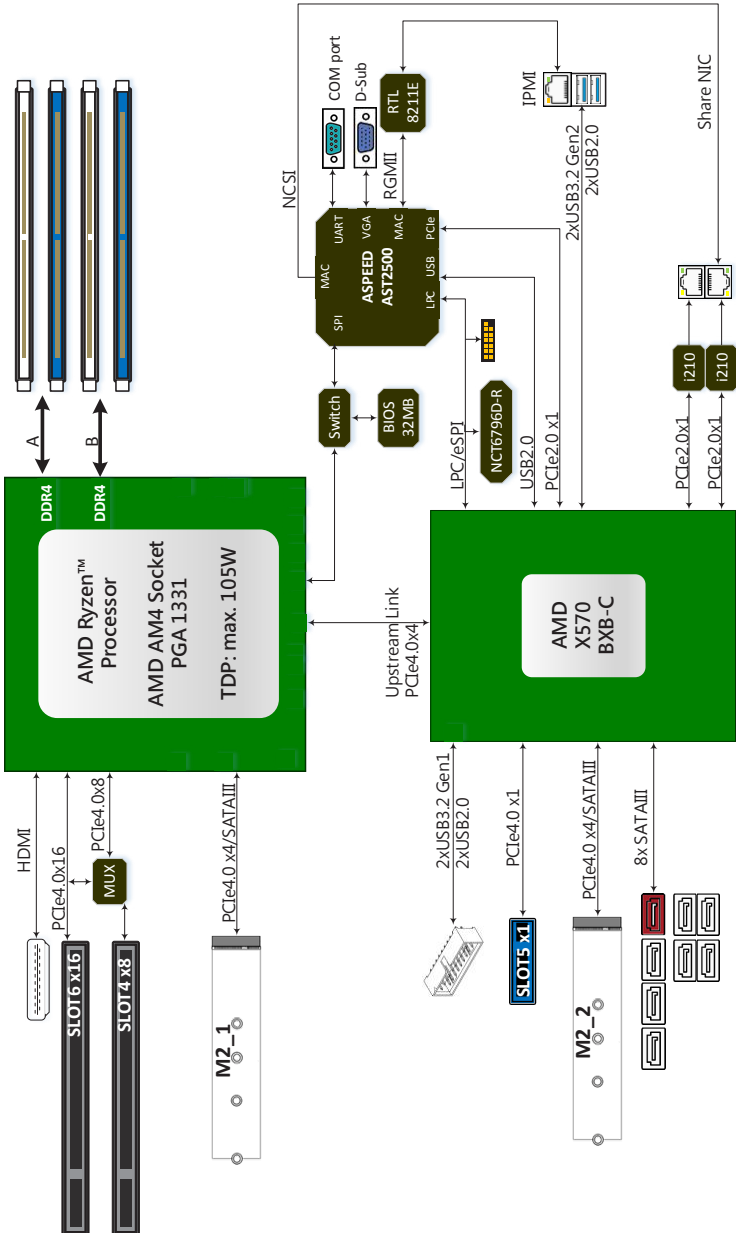 COM port
D-Sub
RTL
8211E
IPMI
NCSI
RGMII
2xUSB3.2 Gen2
2xUSB2.0
Share NIC
MAC
UART
VGA
MAC
SPI
ASPEED
AST2500
LPC
USB
PCIe
A
B
Switch
BIOS
32MB
LPC/eSPI
NCT6796D-R
USB2.0
PCIe2.0 x1
i210
i210
PCIe2.0x1
PCIe2.0x1
DDR4
DDR4
AMD Ryzen™
Processor
AMD AM4 Socket
PGA 1331
TDP: max. 105W
Upstream Link
PCIe4.0x4
AMD
X570
BXB-C
HDMI
PCIe4.0x16
PCIe4.0x8
MUX
PCIe4.0 x4/SATAIII
2xUSB3.2 Gen1
2xUSB2.0
PCIe4.0 x1
PCIe4.0 x4/SATAIII
8x SATAIII
SLOT6 x16
SLOT4 x8
M2_1
SLOT5 x1
M2_2